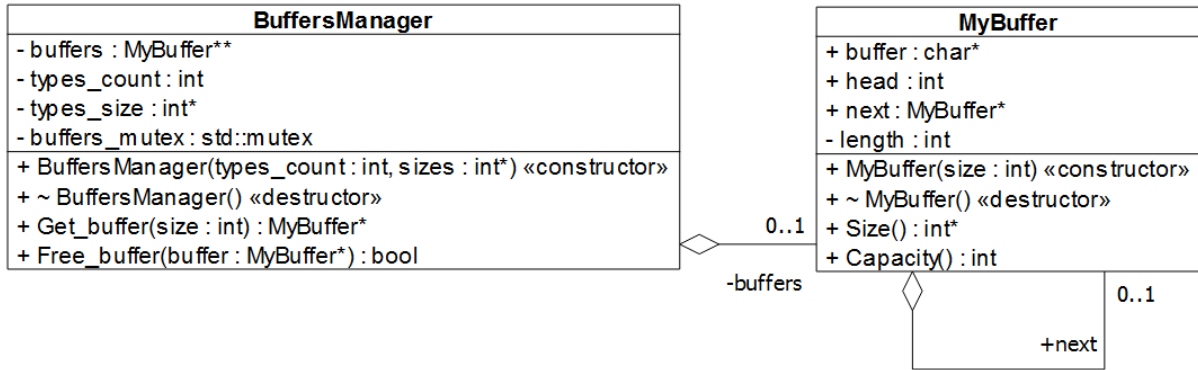 BuffersManager
- buffers : MyBuffer**
- types_count : int
- types_size : int*
- buffers_mutex : std::mutex
+ BuffersManager(types_count : int, sizes : int*) «constructor»
+ ~ BuffersManager() «destructor»
+ Get_buffer(size : int) : MyBuffer*
+ Free_buffer(buffer : MyBuffer*) : bool
0..1
-buffers
MyBuffer
+ buffer : char*
+ head : int
+ next : MyBuffer*
- length : int
+ MyBuffer(size : int) «constructor»
+ ~ MyBuffer() «destructor»
+ Size() : int*
+ Capacity() : int
0..1
+next